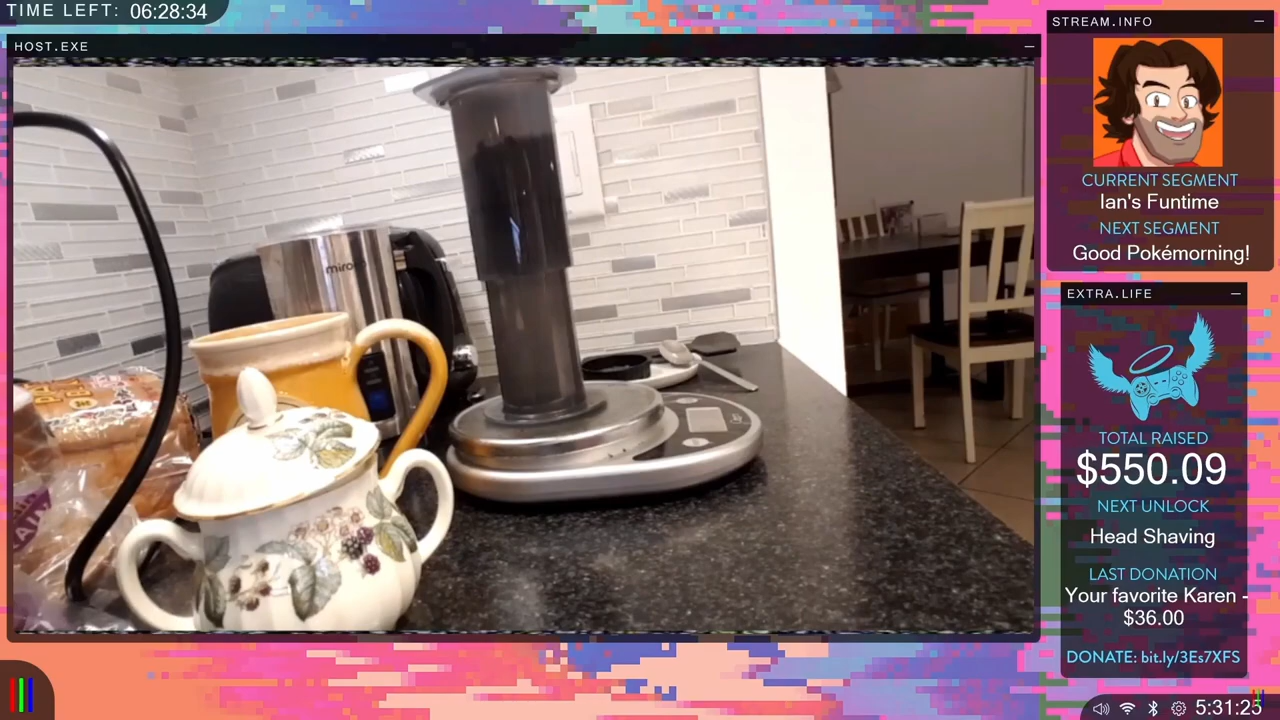 TIME LEFT: 06:28:34
HOST.EXE
miro
STREAM.INFO
CURRENT SEGMENT
Ian's Funtime
NEXT SEGMENT
Good Pokémorning!
EXTRA.LIFE
TOTAL RAISED
$550.09
NEXT UNLOCK
Head Shaving
LAST DONATION
Your favorite Karen -
$36.00
DONATE: bit.ly/3Es7XFS
5:31:23